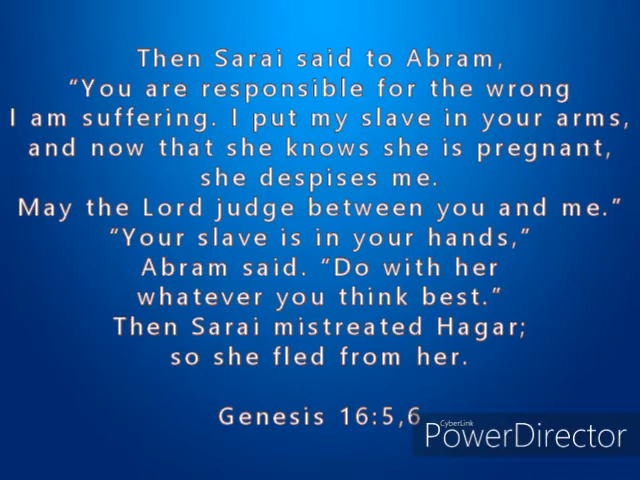 Then Sarai said to Abram,
“You are responsible for the wrong
I am suffering. I put my slave in your arms,
and now that she knows she is pregnant,
she despises me.
May the Lord judge between you and me.”
“Your slave is in your hands,”
Abram said. “Do with her
whatever you think best.”
Then Sarai mistreated Hagar;
so she fled from her.
Genesis 16:5,6
CyberLink
PowerDirector